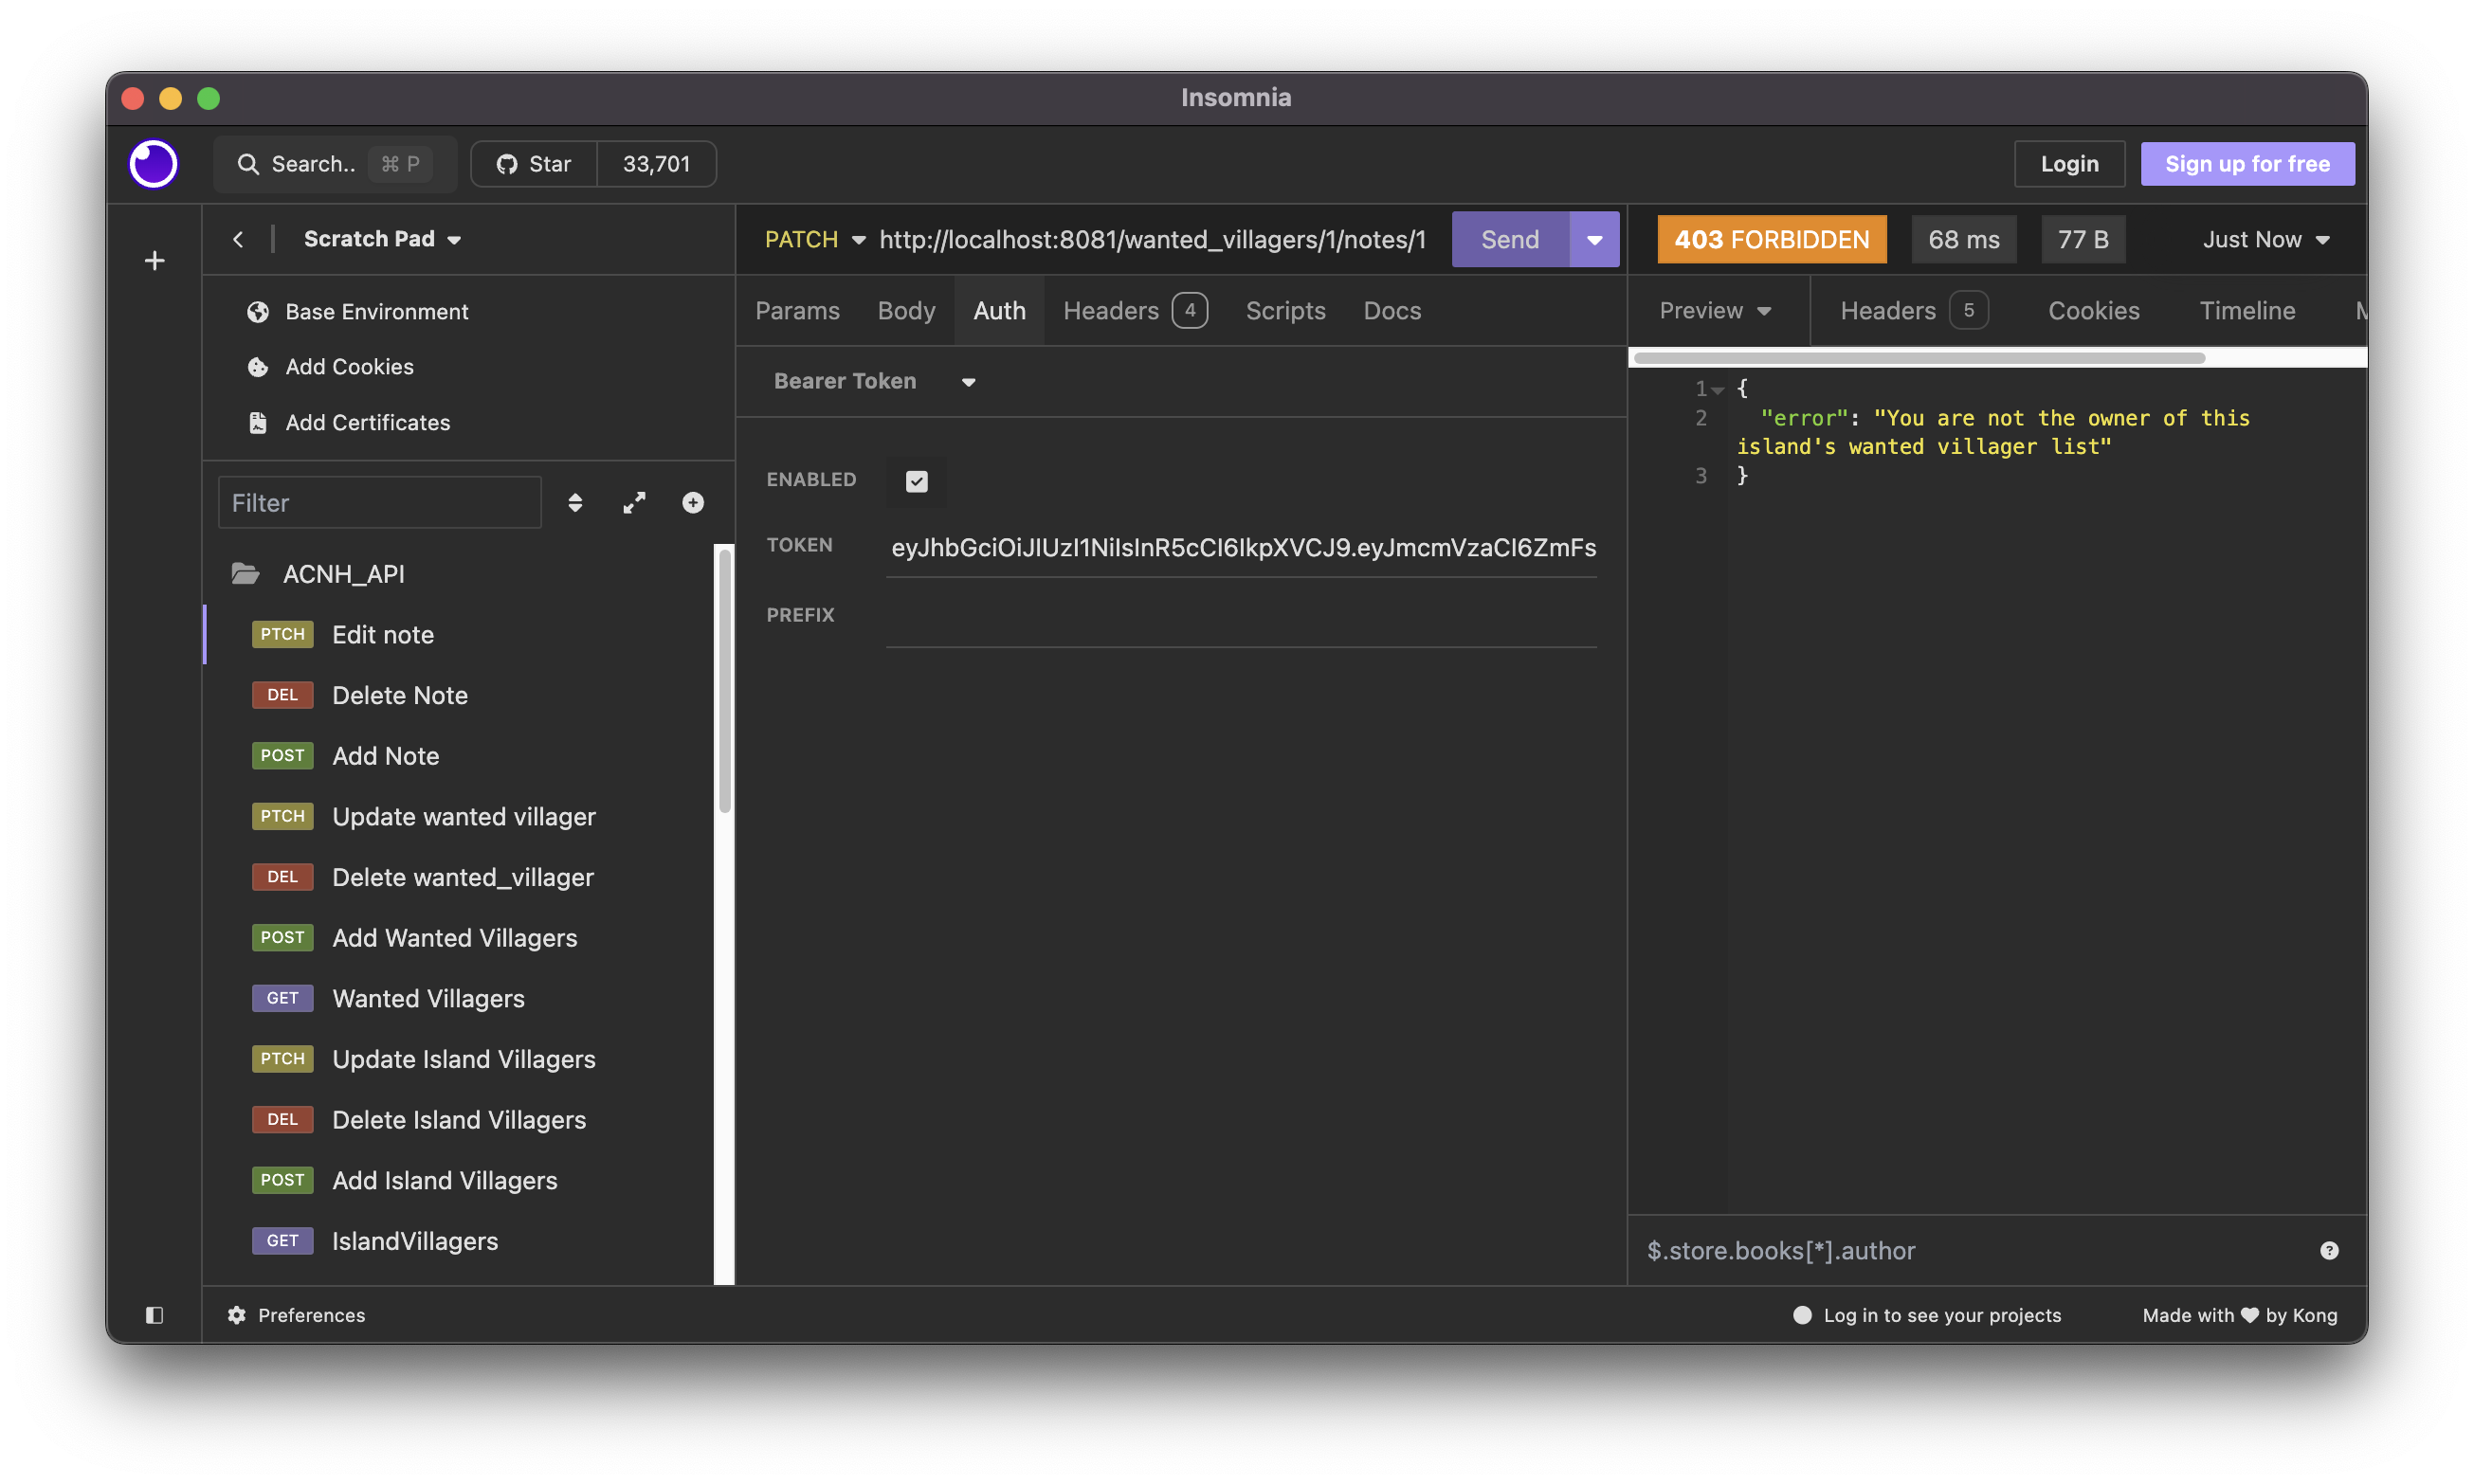 Insomnia
Search.. ⌘ P
Star 33,701
Login
Sign up for free
Scratch Pad
Base Environment
Add Cookies
Add Certificates
Filter
ACNH_API
PTCH Edit note
DEL Delete Note
POST Add Note
PTCH Update wanted villager
DEL Delete wanted_villager
POST Add Wanted Villagers
GET Wanted Villagers
PTCH Update Island Villagers
DEL Delete Island Villagers
POST Add Island Villagers
GET IslandVillagers
PATCH http://localhost:8081/wanted_villagers/1/notes/1 Send
Params Body Auth Headers 4 Scripts Docs
Bearer Token
ENABLED
TOKEN eyJhbGciOiJIUzI1NiIsInR5cCI6IkpXVCJ9.eyJmcmVzaCI6ZmFs
PREFIX
403 FORBIDDEN 68 ms 77 B Just Now
Preview Headers 5 Cookies Timeline
1 {
2 "error": "You are not the owner of this
island's wanted villager list"
3 }
$.store.books[*].author
Preferences
Log in to see your projects
Made with ♥ by Kong